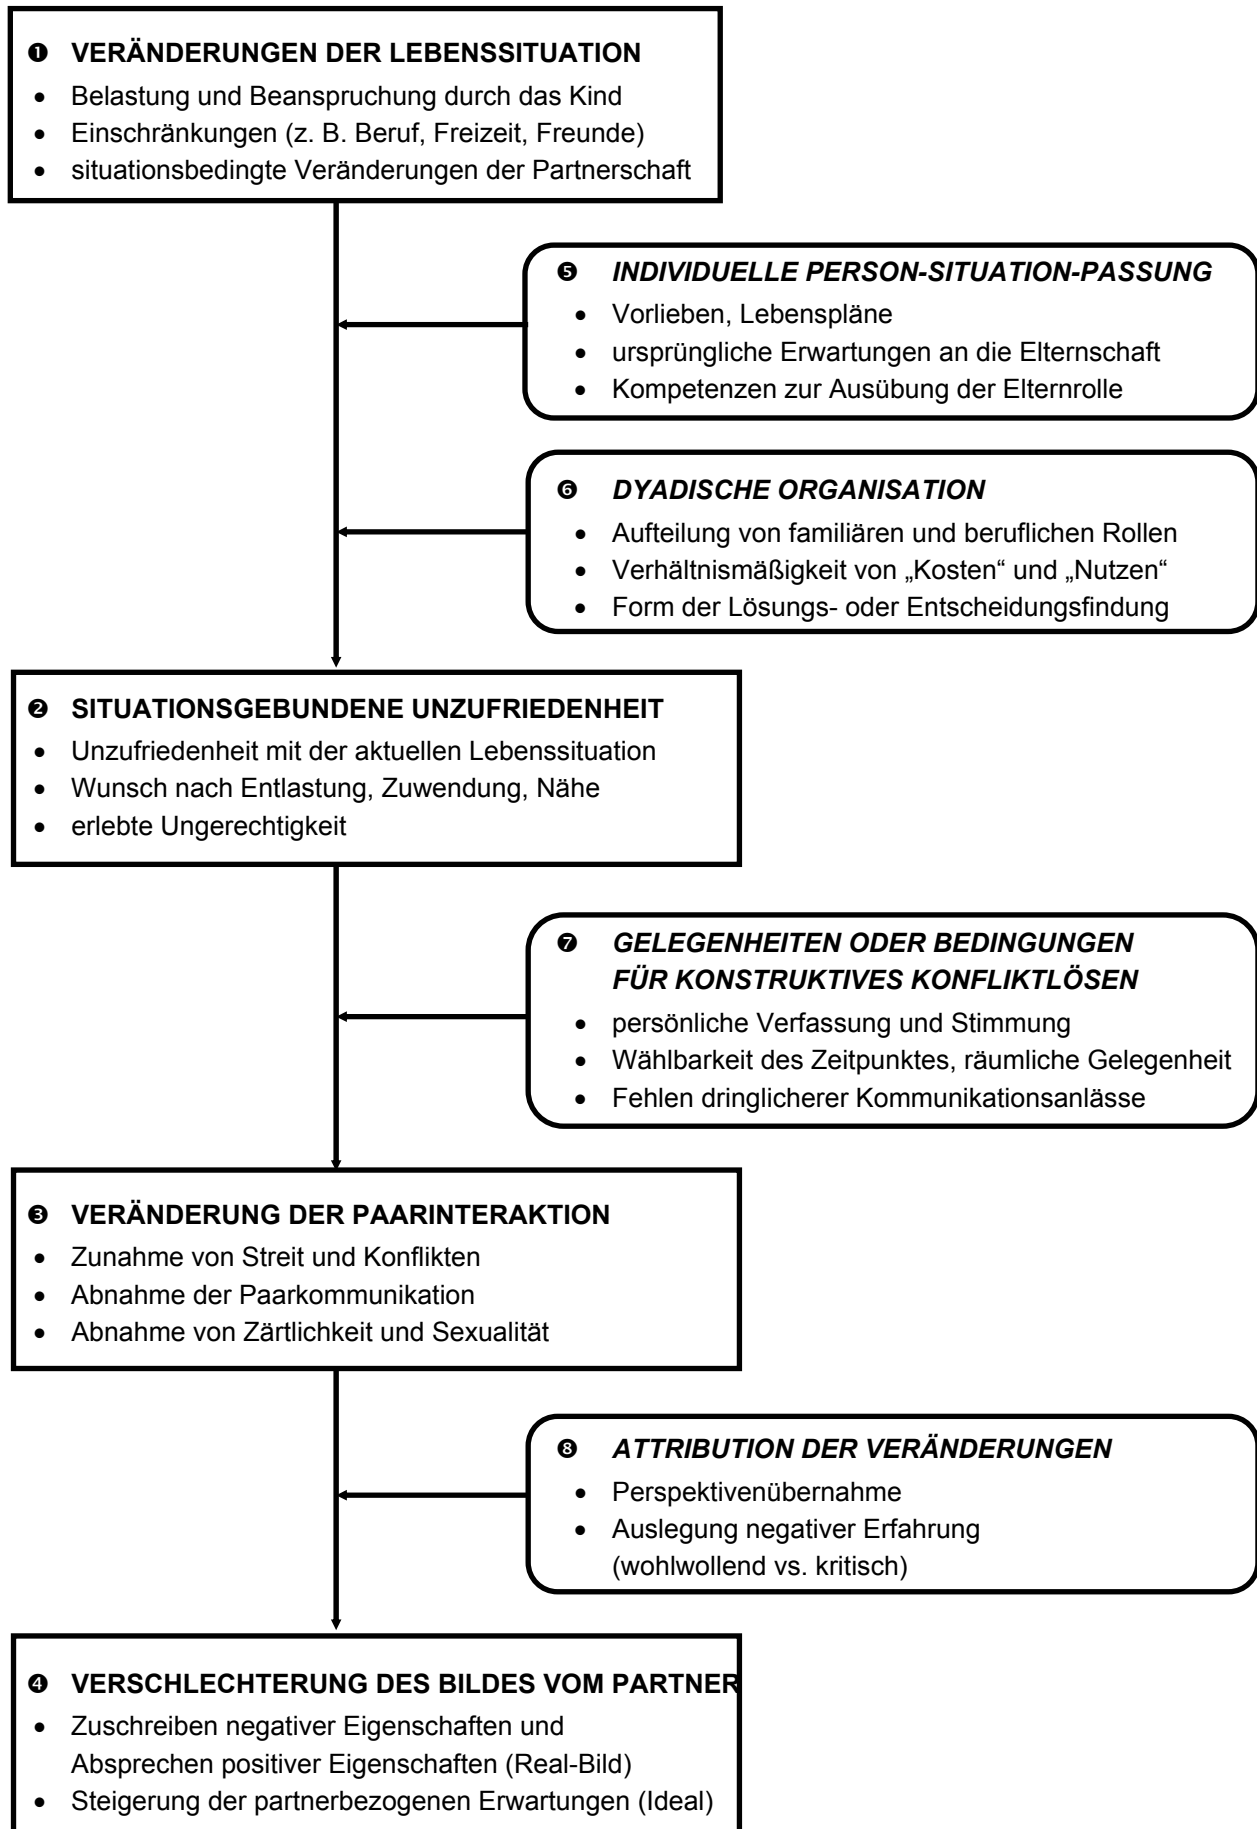 ❶ VERÄNDERUNGEN DER LEBENSSITUATION
• Belastung und Beanspruchung durch das Kind
• Einschränkungen (z. B. Beruf, Freizeit, Freunde)
• situationsbedingte Veränderungen der Partnerschaft
❺ INDIVIDUELLE PERSON-SITUATION-PASSUNG
• Vorlieben, Lebenspläne
• ursprüngliche Erwartungen an die Elternschaft
• Kompetenzen zur Ausübung der Elternrolle
❻ DYADISCHE ORGANISATION
• Aufteilung von familiären und beruflichen Rollen
• Verhältnismäßigkeit von „Kosten“ und „Nutzen“
• Form der Lösungs- oder Entscheidungsfindung
❷ SITUATIONSGEBUNDENE UNZUFRIEDENHEIT
• Unzufriedenheit mit der aktuellen Lebenssituation
• Wunsch nach Entlastung, Zuwendung, Nähe
• erlebte Ungerechtigkeit
❼ GELEGENHEITEN ODER BEDINGUNGEN
FÜR KONSTRUKTIVES KONFLIKTLÖSEN
• persönliche Verfassung und Stimmung
• Wählbarkeit des Zeitpunktes, räumliche Gelegenheit
• Fehlen dringlicherer Kommunikationsanlässe
❸ VERÄNDERUNG DER PAARINTERAKTION
• Zunahme von Streit und Konflikten
• Abnahme der Paarkommunikation
• Abnahme von Zärtlichkeit und Sexualität
❽ ATTRIBUTION DER VERÄNDERUNGEN
• Perspektivenübernahme
• Auslegung negativer Erfahrung
(wohlwollend vs. kritisch)
❹ VERSCHLECHTERUNG DES BILDES VOM PARTNER
• Zuschreiben negativer Eigenschaften und
Absprechen positiver Eigenschaften (Real-Bild)
• Steigerung der partnerbezogenen Erwartungen (Ideal)